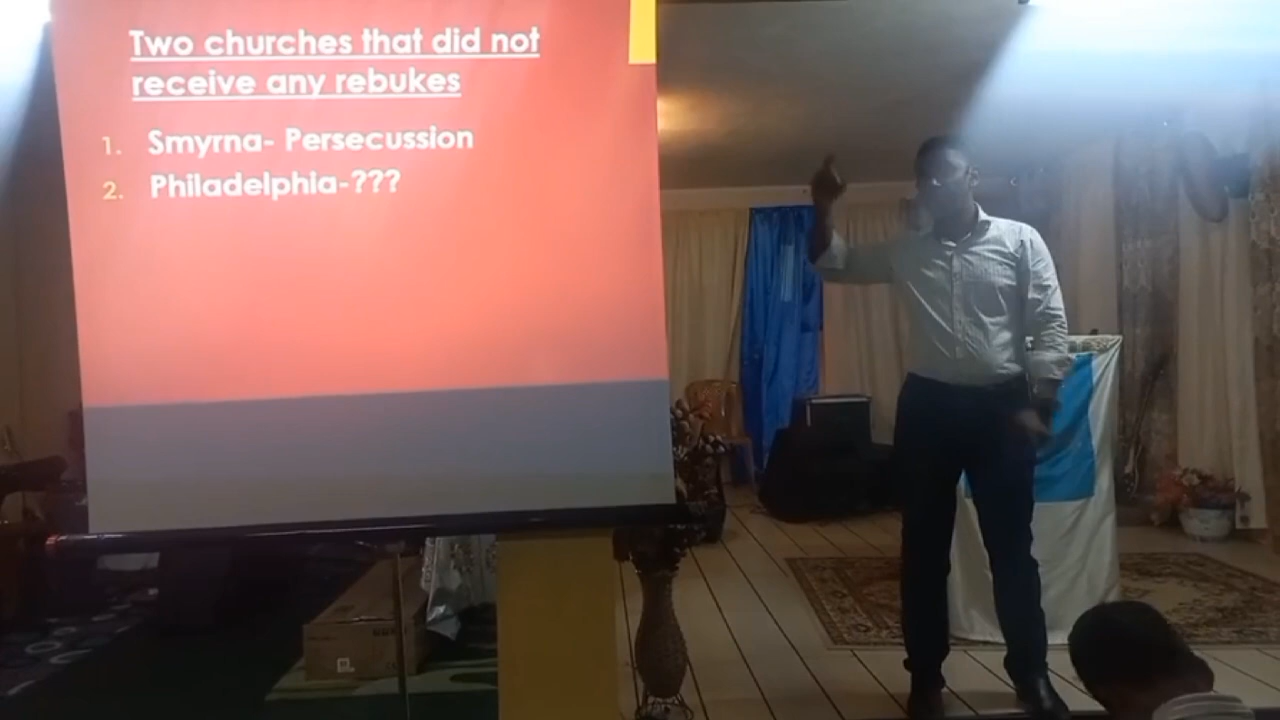 Two churches that did not
receive any rebukes
1. Smyrna- Persecussion
2. Philadelphia-???